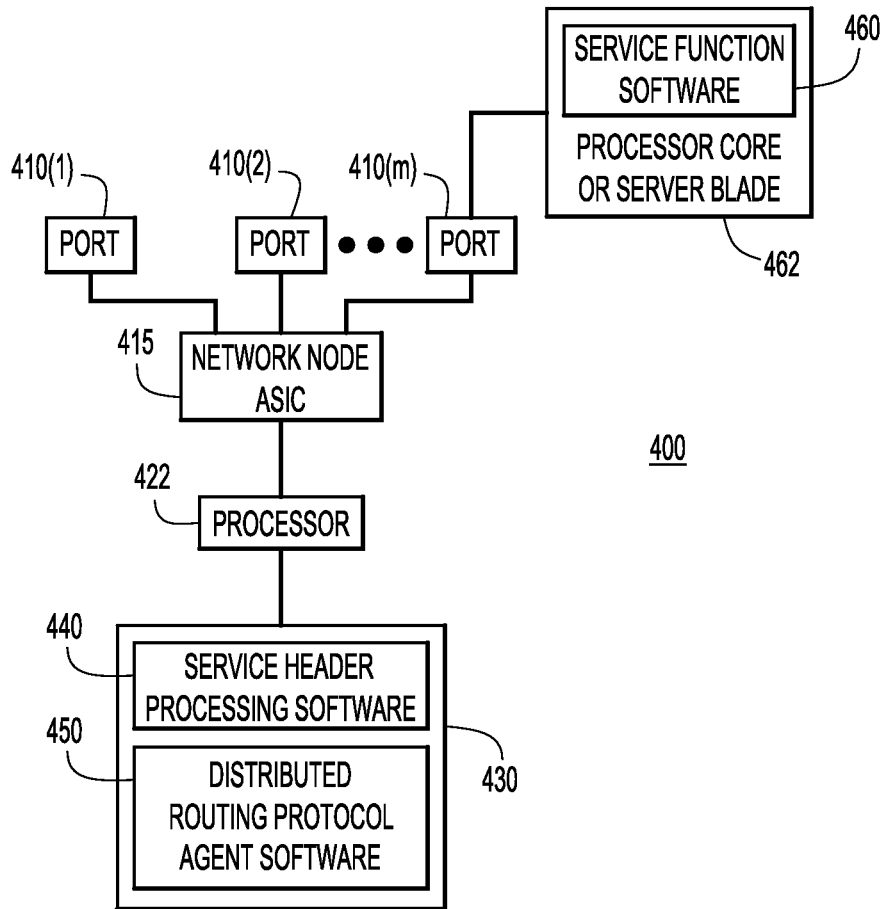 460
SERVICE FUNCTION
SOFTWARE
PROCESSOR CORE
OR SERVER BLADE
462
410(1)
410(2)
410(m)
PORT
PORT
PORT
415
NETWORK NODE
ASIC
400
422
PROCESSOR
440
SERVICE HEADER
PROCESSING SOFTWARE
450
DISTRIBUTED
ROUTING PROTOCOL
AGENT SOFTWARE
430